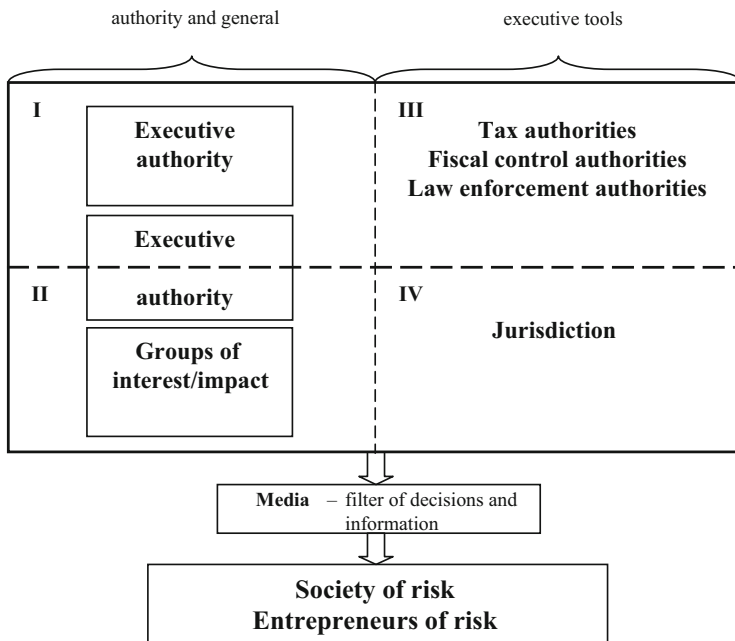 authority and general
executive tools
I
Executive
authority
Executive
II
authority
Groups of
interest/impact
III
Tax authorities
Fiscal control authorities
Law enforcement authorities
IV
Jurisdiction
Media – filter of decisions and
information
Society of risk
Entrepreneurs of risk